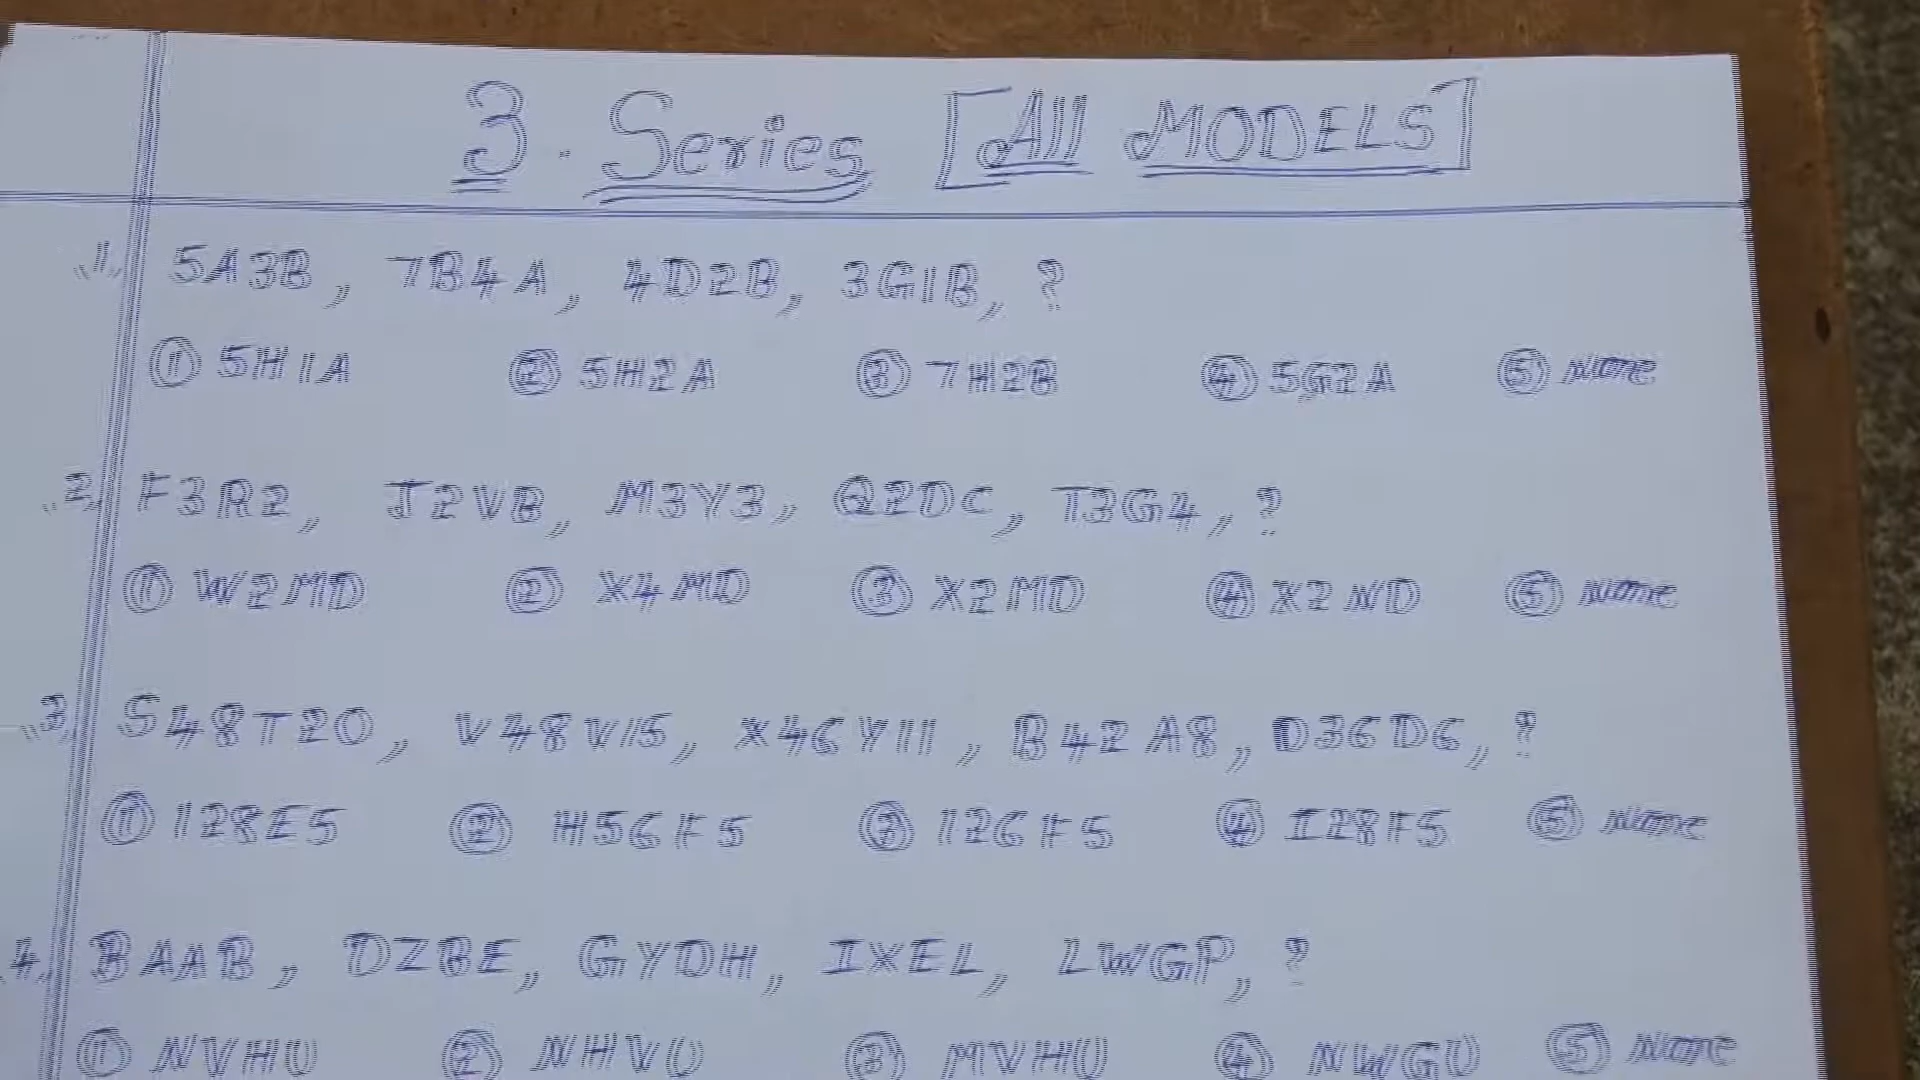 3. Series [All MODELS]
1, 5A3B, 7B4A, 4D2B, 3G1B, ?
① 5H1A ② 5H2A ③ 7H2B ④ 5G2A ⑤ None
2, F3R2, J2VB, M3Y3, Q2DC, T3G4, ?
① W2MD ② X4MD ③ X2MD ④ X2ND ⑤ None
3, S48T20, V48V15, X46Y11, B42A8, D36D6, ?
① I28E5 ② H56F5 ③ I26F5 ④ I28F5 ⑤ None
4, BAAB, DZBE, GYDH, IXEL, LWGP, ?
① NVHU ② NHVU ③ MVHU ④ NWGU ⑤ None